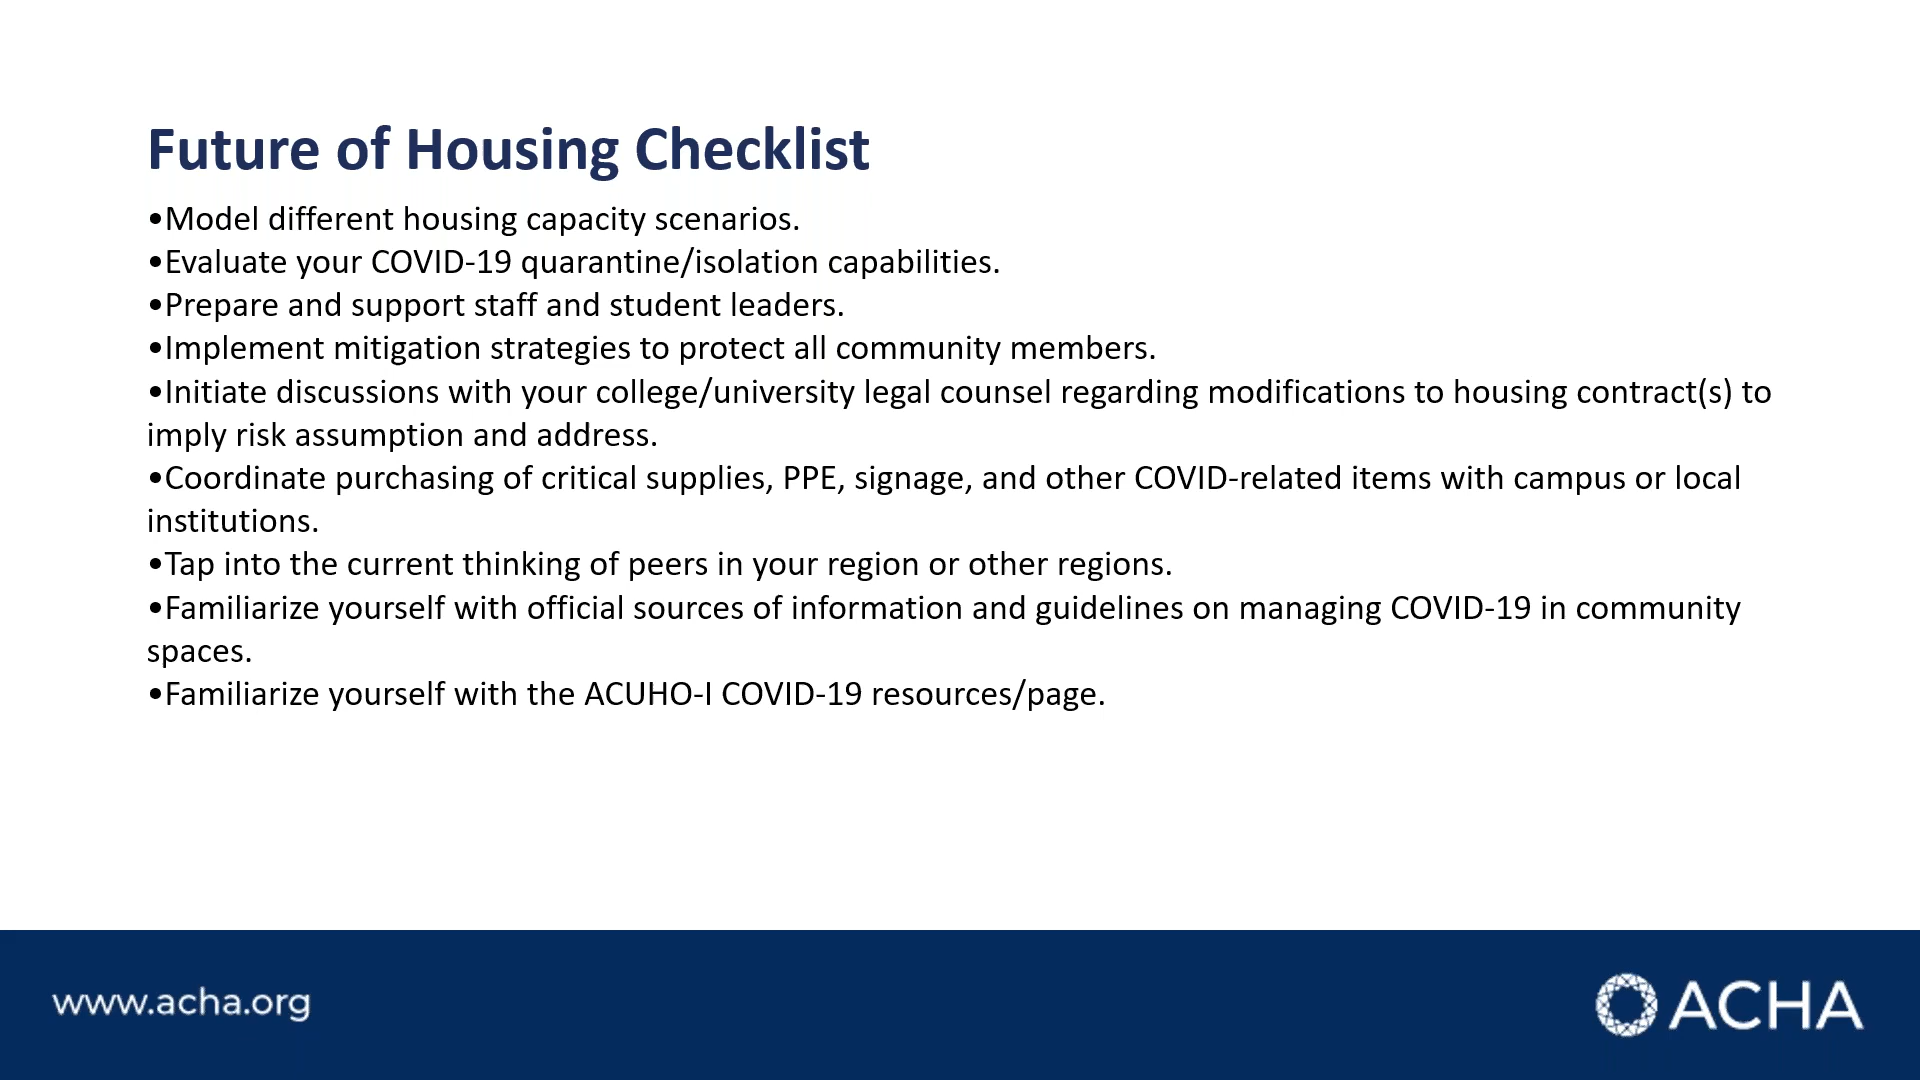 Future of Housing Checklist
•Model different housing capacity scenarios.
•Evaluate your COVID-19 quarantine/isolation capabilities.
•Prepare and support staff and student leaders.
•Implement mitigation strategies to protect all community members.
•Initiate discussions with your college/university legal counsel regarding modifications to housing contract(s) to
imply risk assumption and address.
•Coordinate purchasing of critical supplies, PPE, signage, and other COVID-related items with campus or local
institutions.
•Tap into the current thinking of peers in your region or other regions.
•Familiarize yourself with official sources of information and guidelines on managing COVID-19 in community
spaces.
•Familiarize yourself with the ACUHO-I COVID-19 resources/page.
www.acha.org
ACHA